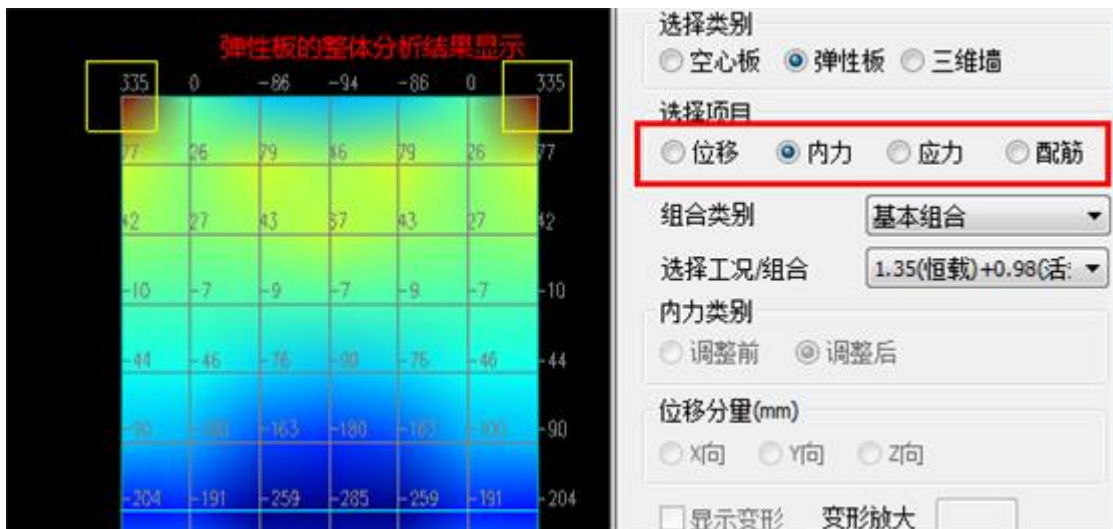 弹性板的整体分析结果显示
335 0 -86 -94 -86 0 335
77 26 79 46 79 26 77
42 27 43 37 43 27 42
-10 -7 -9 -7 -9 -7 -10
-44 -46 -76 -90 -76 -46 -44
-90 -163 -180 -163 -100 -90
-204 -191 -259 -285 -259 -191 -204
选择类别
空心板 弹性板 三维墙
选择项目
位移 内力 应力 配筋
组合类别 基本组合
选择工况/组合 1.35(恒载)+0.98(活:
内力类别
调整前 调整后
位移分量(mm)
X向 Y向 Z向
显示变形 变形放大